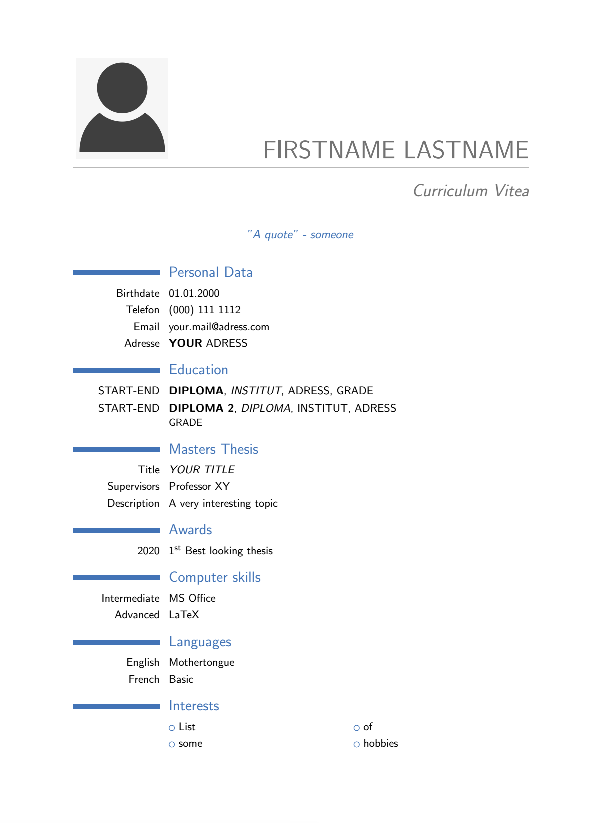 FIRSTNAME LASTNAME
Curriculum Vitea
"A quote" - someone
Personal Data
Birthdate 01.01.2000
Telefon (000) 111 1112
Email your.mail@adress.com
Adresse YOUR ADRESS
Education
START-END DIPLOMA, INSTITUT, ADRESS, GRADE
START-END DIPLOMA 2, DIPLOMA, INSTITUT, ADRESS
GRADE
Masters Thesis
Title YOUR TITLE
Supervisors Professor XY
Description A very interesting topic
Awards
2020 1st Best looking thesis
Computer skills
Intermediate MS Office
Advanced LaTeX
Languages
English Mothertongue
French Basic
Interests
○ List ○ of
○ some ○ hobbies